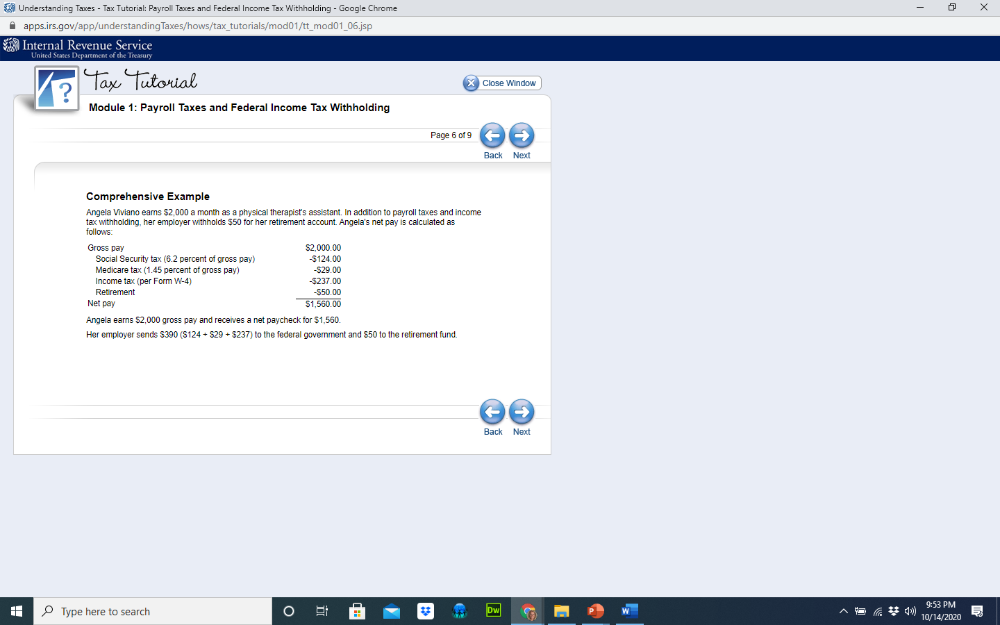 Understanding Taxes - Tax Tutorial: Payroll Taxes and Federal Income Tax Withholding - Google Chrome
apps.irs.gov/app/understandingTaxes/hows/tax_tutorials/mod01/tt_mod01_06.jsp
Internal Revenue Service
United States Department of the Treasury
?
Tax Tutorial
Close Window
Module 1: Payroll Taxes and Federal Income Tax Withholding
Page 6 of 9
Back Next
Comprehensive Example
Angela Viviano earns $2,000 a month as a physical therapist's assistant. In addition to payroll taxes and income
tax withholding, her employer withholds $50 for her retirement account. Angela's net pay is calculated as
follows:
Gross pay $2,000.00
Social Security tax (6.2 percent of gross pay) -$124.00
Medicare tax (1.45 percent of gross pay) -$29.00
Income tax (per Form W-4) -$237.00
Retirement -$50.00
Net pay $1,560.00
Angela earns $2,000 gross pay and receives a net paycheck for $1,560.
Her employer sends $390 ($124 + $29 + $237) to the federal government and $50 to the retirement fund.
Back Next
Type here to search
Dw
P
W
9:53 PM
10/14/2020